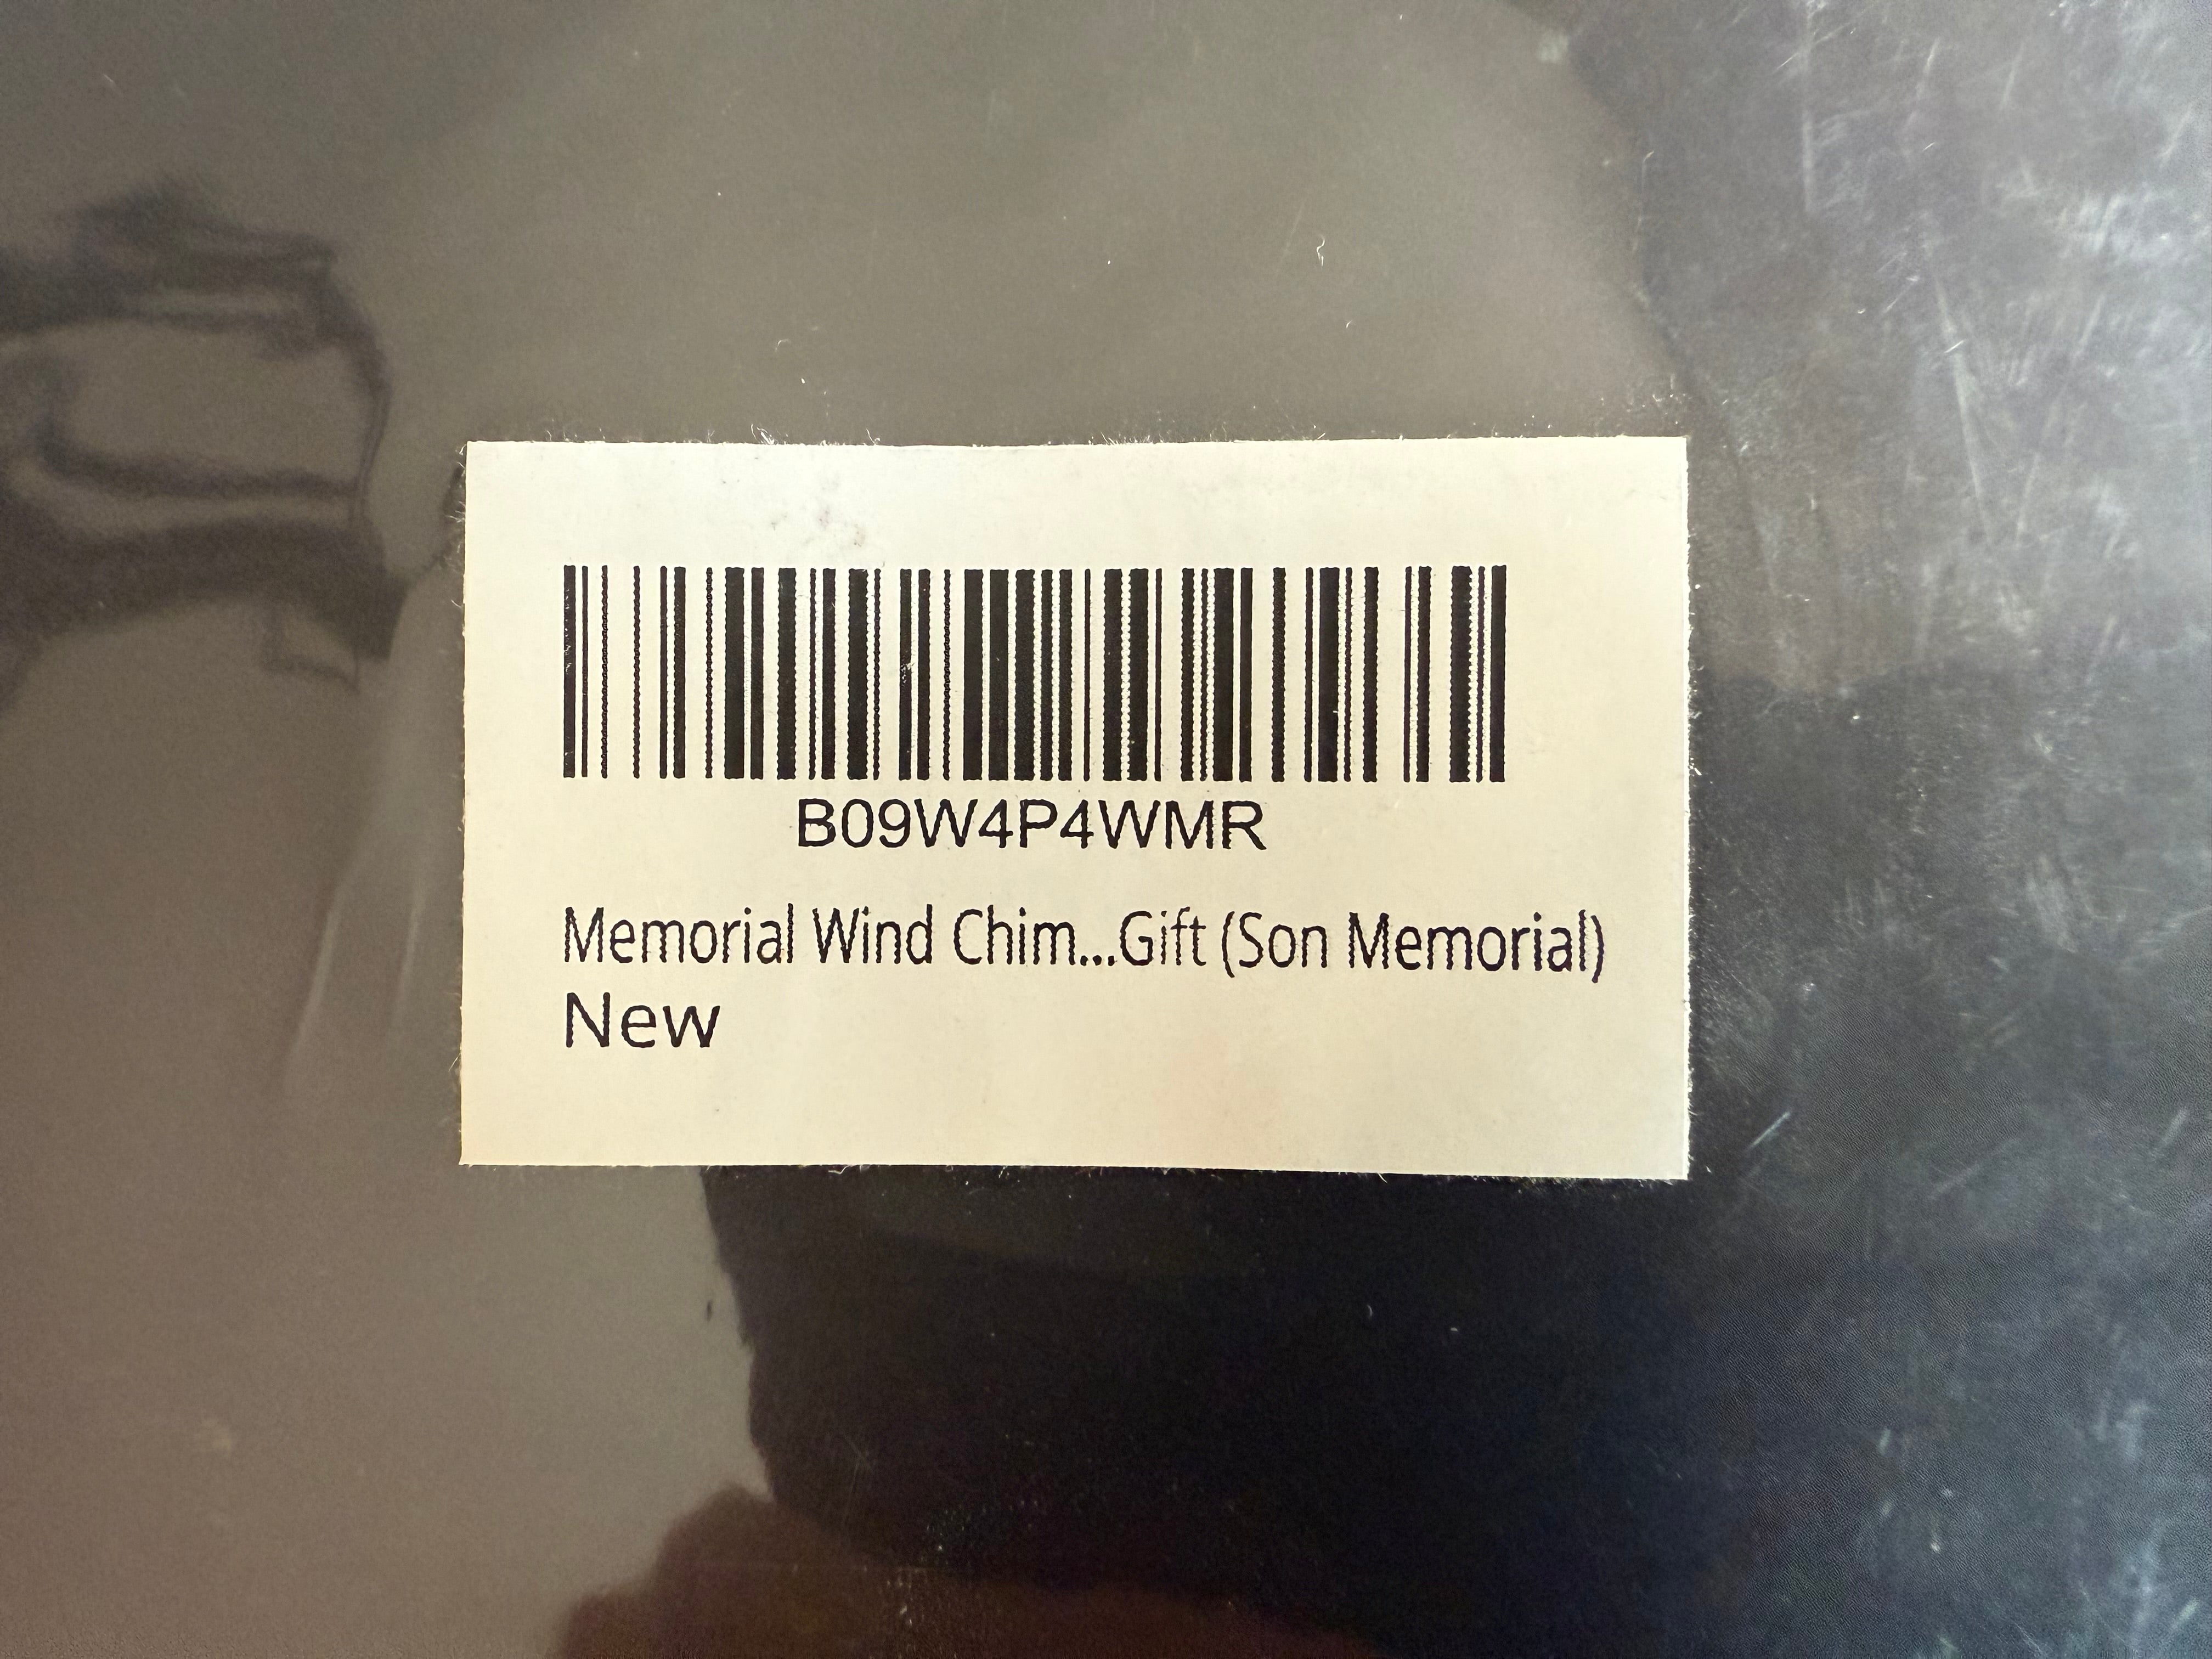 B09W4P4WMR
Memorial Wind Chim...Gift (Son Memorial)
New